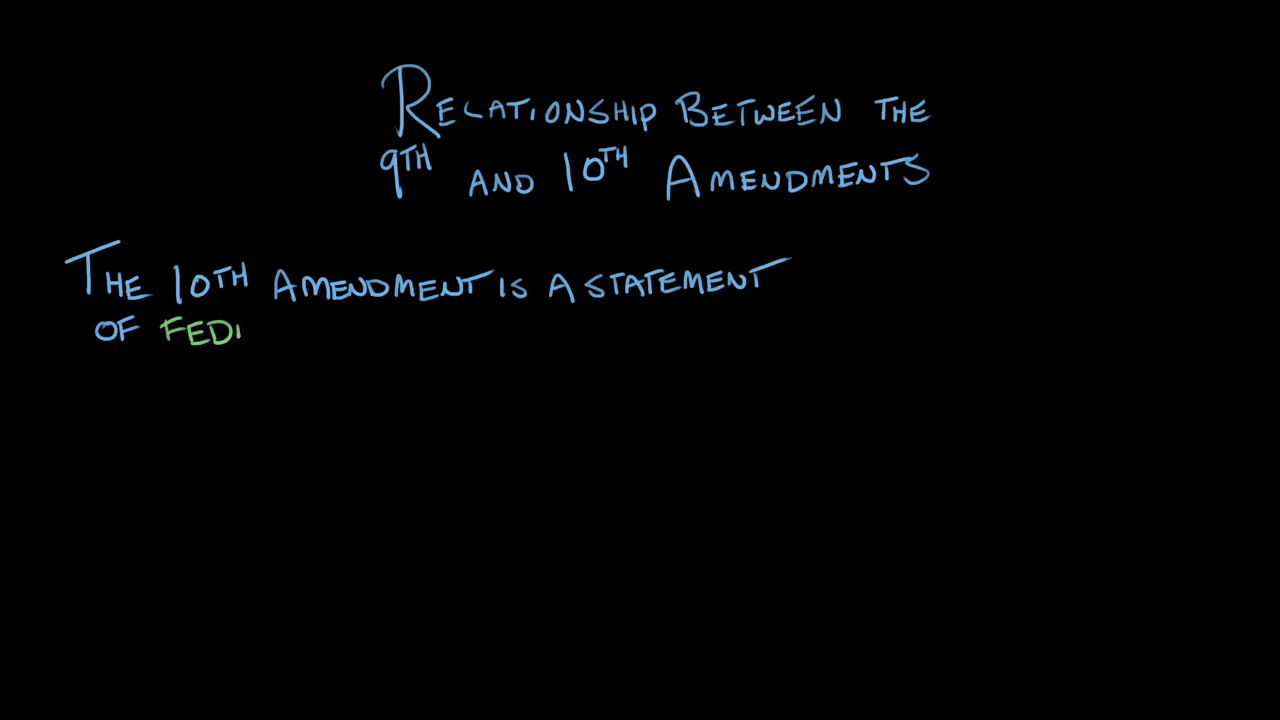 RELATIONSHIP BETWEEN THE
9TH AND 10TH AMENDMENTS
THE 10TH AMENDMENT IS A STATEMENT
OF FED